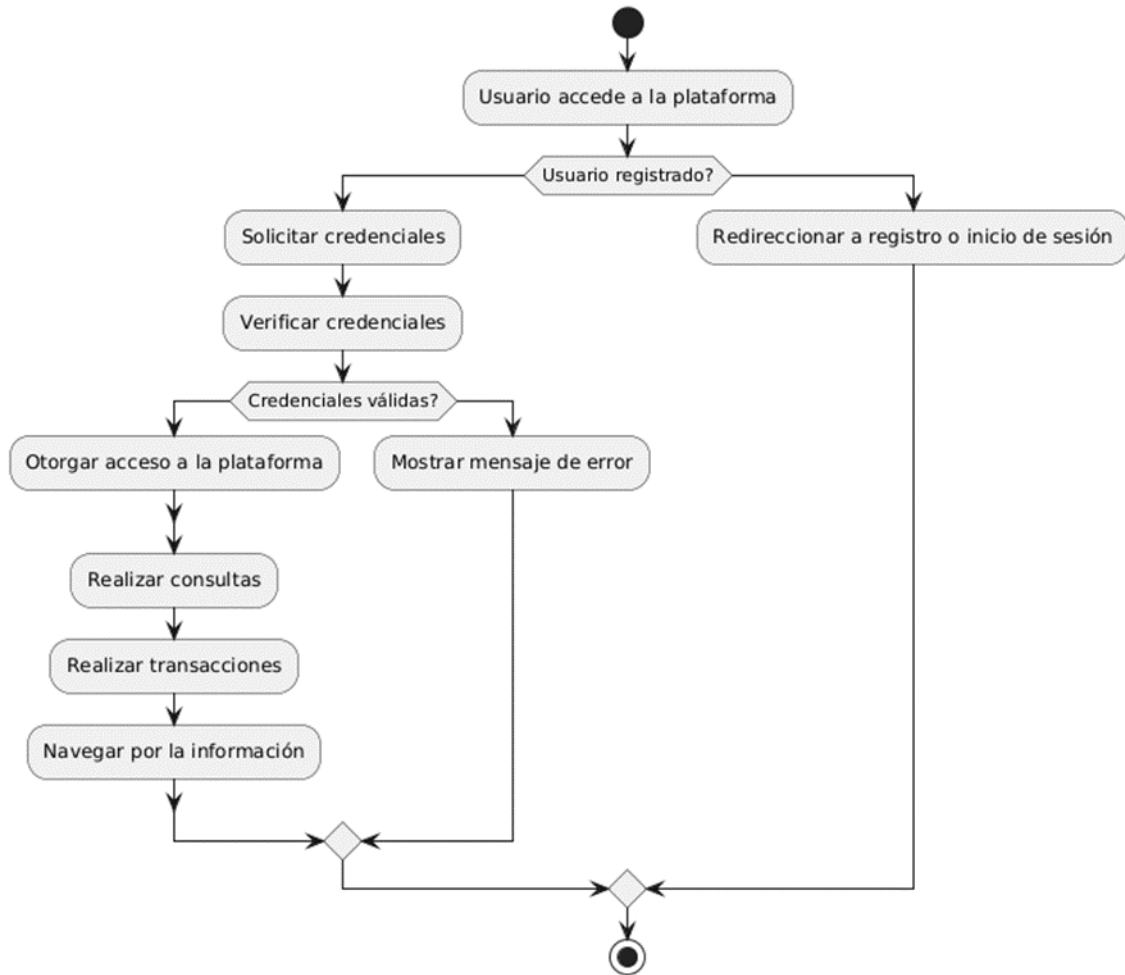 Usuario accede a la plataforma
Usuario registrado?
Solicitar credenciales
Redireccionar a registro o inicio de sesión
Verificar credenciales
Credenciales válidas?
Otorgar acceso a la plataforma
Mostrar mensaje de error
Realizar consultas
Realizar transacciones
Navegar por la información